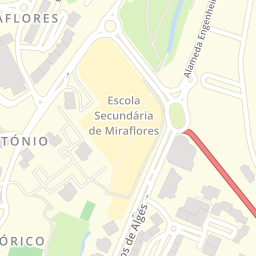 AFLORES
Alameda Engenhei
Escola
Secundária
de Miraflores
TÓNIO
os de Algés
ÓRICO